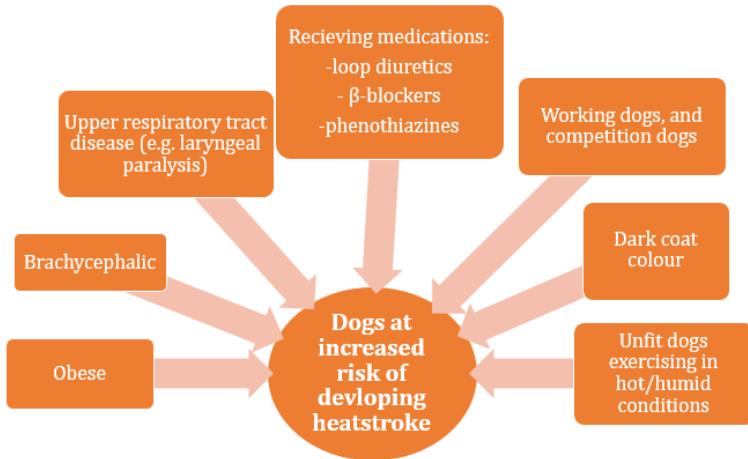 Recieving medications:
-loop diuretics
- β-blockers
-phenothiazines
Upper respiratory tract
disease (e.g. laryngeal
paralysis)
Working dogs, and
competition dogs
Brachycephalic
Dark coat
colour
Obese
Dogs at
increased
risk of
devloping
heatstroke
Unfit dogs
exercising in
hot/humid
conditions